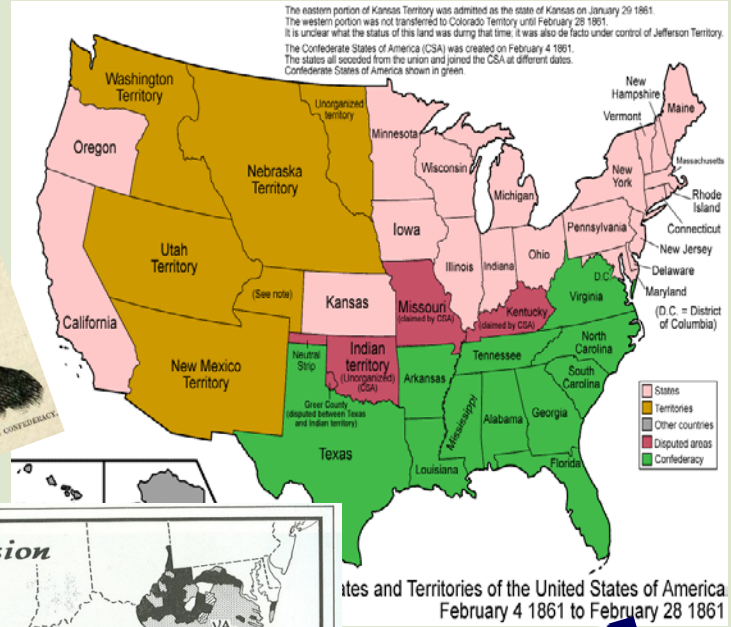 The eastern portion of Kansas Territory was admitted as the state of Kansas on January 29 1861.
The western portion was not transferred to Colorado Territory until February 28 1861.
It is unclear what the status of this land was during that time; it was also de facto under control of Jefferson Territory.
The Confederate States of America (CSA) was created on February 4 1861.
The states all seceded from the union and joined the CSA at different dates.
Confederate States of America shown in green.
Washington
Territory
Unorganized
territory
Oregon
Minnesota
New
Hampshire
Vermont
Maine
Nebraska
Territory
Wisconsin
Michigan
New
York
Massachusetts
Rhode
Island
Connecticut
New Jersey
Delaware
Maryland
(D.C. = District
of Columbia)
Iowa
Pennsylvania
Utah
Territory
Illinois
Indiana
Ohio
D.C.
Virginia
(See note)
Kansas
Missouri
(claimed by CSA)
Kentucky
(claimed by CSA)
California
New Mexico
Territory
Neutral
Strip
Indian
territory
(Unorganized)
(CSA)
Greer County
(disputed between Texas
and Indian territory)
Arkansas
Tennessee
North
Carolina
South
Carolina
Mississippi
Alabama
Georgia
Texas
Louisiana
Florida
States
Territories
Other countries
Disputed areas
Confederacy
CONFEDERACY.
sion
VA
ates and Territories of the United States of America
February 4 1861 to February 28 1861